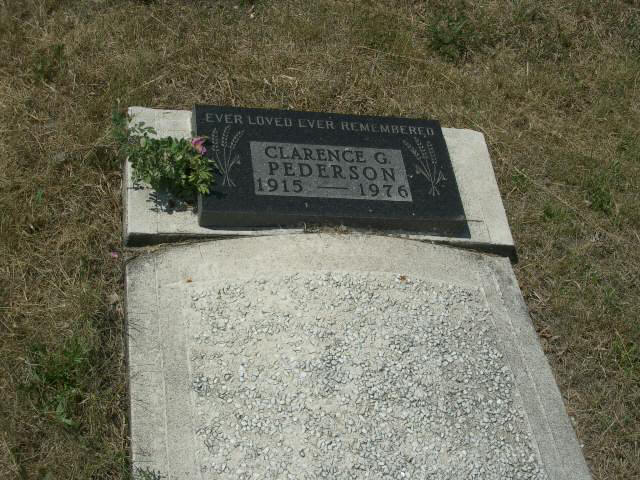 EVER LOVED EVER REMEMBERED
CLARENCE G.
PEDERSON
1915 — 1976